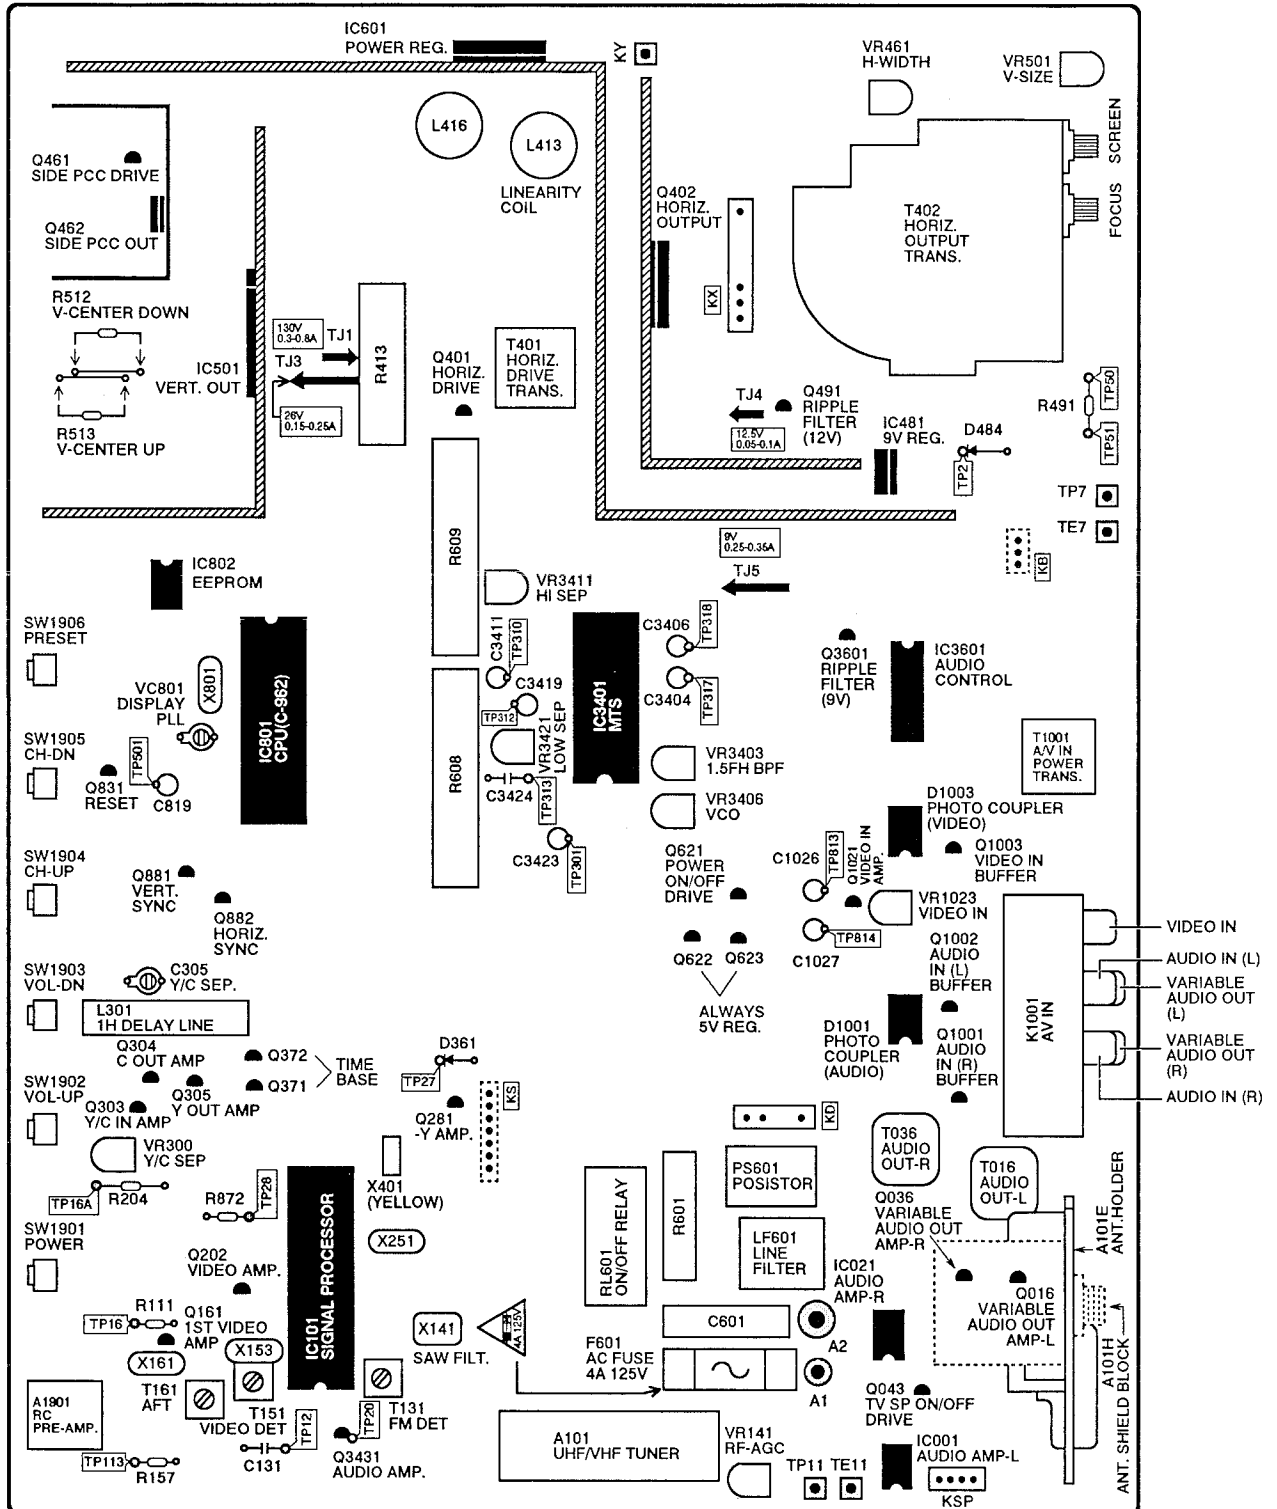 IC601
POWER REG.
KY
VR461
H-WIDTH
VR501
V-SIZE
L416
L413
LINEARITY
COIL
SCREEN
FOCUS
Q461
SIDE PCC DRIVE
Q462
SIDE PCC OUT
Q402
HORIZ.
OUTPUT
T402
HORIZ.
OUTPUT
TRANS.
KX
R512
V-CENTER DOWN
R513
V-CENTER UP
IC501
VERT. OUT
130V
0.3-0.8A
TJ1
TJ3
26V
0.15-0.25A
R413
Q401
HORIZ.
DRIVE
T401
HORIZ.
DRIVE
TRANS.
TJ4
12.5V
0.05-0.1A
Q491
RIPPLE
FILTER
(12V)
IC481
9V REG.
D484
TP2
R491
TP50
TP51
TP7
TE7
KB
9V
0.25-0.35A
TJ5
IC802
EEPROM
R609
VR3411
HI SEP
SW1906
PRESET
VC801
DISPLAY
PLL
X801
IC801
CPU(C-962)
C3411
TP310
C3419
TP312
VR3421
LOW SEP
IC3401
MTS
C3406
TP318
C3404
TP317
Q3601
RIPPLE
FILTER
(9V)
IC3601
AUDIO
CONTROL
SW1905
CH-DN
Q831
RESET
TP501
C819
R608
C3424
TP313
C3423
TP301
VR3403
1.5FH BPF
VR3406
VCO
T1001
A/V IN
POWER
TRANS.
D1003
PHOTO COUPLER
(VIDEO)
SW1904
CH-UP
Q881
VERT.
SYNC
Q882
HORIZ.
SYNC
Q621
POWER
ON/OFF
DRIVE
C1026
TP813
Q1021
VIDEO IN
AMP.
Q1003
VIDEO IN
BUFFER
VR1023
VIDEO IN
TP814
C1027
Q622
Q623
ALWAYS
5V REG.
VIDEO IN
AUDIO IN (L)
VARIABLE
AUDIO OUT
(L)
VARIABLE
AUDIO OUT
(R)
AUDIO IN (R)
K1001
AV IN
Q1002
AUDIO
IN (L)
BUFFER
SW1903
VOL-DN
C305
Y/C SEP.
L301
1H DELAY LINE
D1001
PHOTO
COUPLER
(AUDIO)
Q1001
AUDIO
IN (R)
BUFFER
Q304
C OUT AMP
Q372
Q371
TIME
BASE
D361
TP27
Q281
-Y AMP.
KS
SW1902
VOL-UP
Q303
Y/C IN AMP
Q305
Y OUT AMP
VR300
Y/C SEP
TP16A
R204
R872
TP28
X401
(YELLOW)
X251
KD
T036
AUDIO
OUT-R
T016
AUDIO
OUT-L
PS601
POSISTOR
R601
RL601
ON/OFF RELAY
LF601
LINE
FILTER
Q036
VARIABLE
AUDIO OUT
AMP-R
A101E
ANT.HOLDER
SW1901
POWER
Q202
VIDEO AMP.
TP16
R111
Q161
1ST VIDEO
AMP
X161
X153
IC101
SIGNAL PROCESSOR
X141
SAW FILT.
4A 125V
F601
AC FUSE
4A 125V
C601
IC021
AUDIO
AMP-R
A2
A1
Q016
VARIABLE
AUDIO OUT
AMP-L
A101H
ANT. SHIELD BLOCK
A1901
RC
PRE-AMP.
T161
AFT
T151
VIDEO DET
T131
FM DET
TP12
TP20
C131
Q3431
AUDIO AMP.
TP113
R157
A101
UHF/VHF TUNER
VR141
RF-AGC
TP11
TE11
Q043
TV SP ON/OFF
DRIVE
IC001
AUDIO AMP-L
KSP